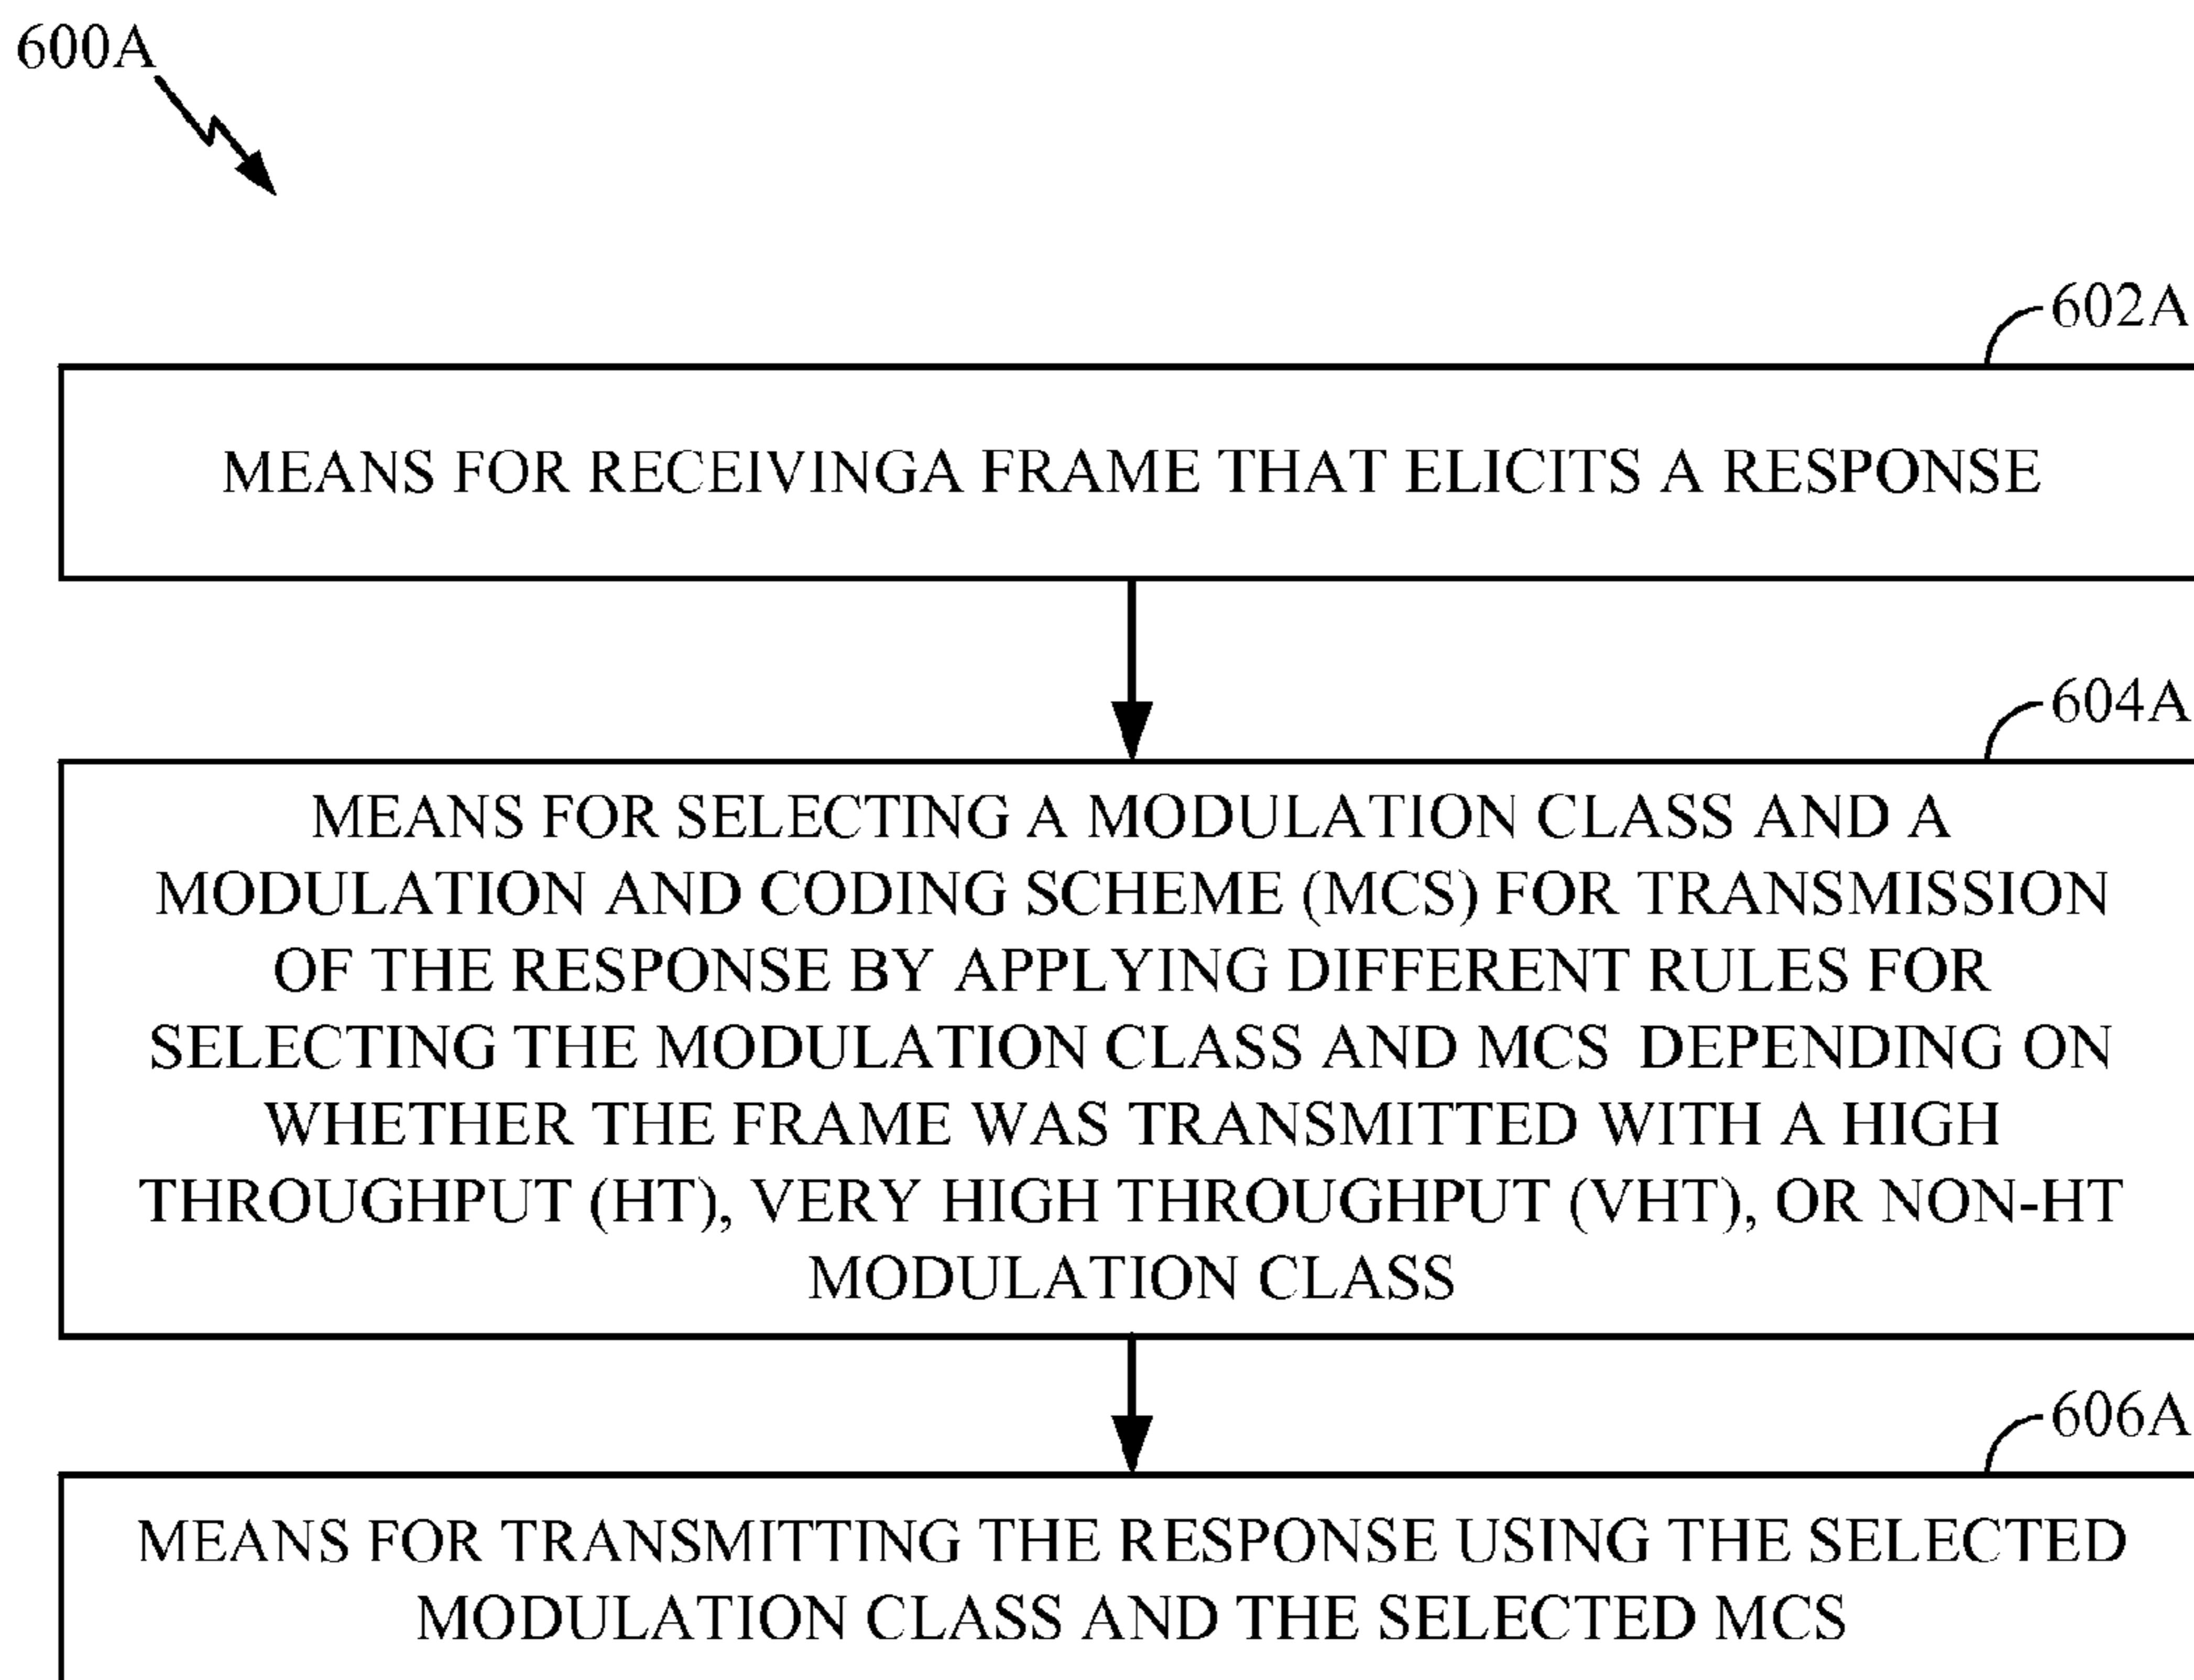 600A
602A
MEANS FOR RECEIVINGA FRAME THAT ELICITS A RESPONSE
604A
MEANS FOR SELECTING A MODULATION CLASS AND A
MODULATION AND CODING SCHEME (MCS) FOR TRANSMISSION
OF THE RESPONSE BY APPLYING DIFFERENT RULES FOR
SELECTING THE MODULATION CLASS AND MCS DEPENDING ON
WHETHER THE FRAME WAS TRANSMITTED WITH A HIGH
THROUGHPUT (HT), VERY HIGH THROUGHPUT (VHT), OR NON-HT
MODULATION CLASS
606A
MEANS FOR TRANSMITTING THE RESPONSE USING THE SELECTED
MODULATION CLASS AND THE SELECTED MCS